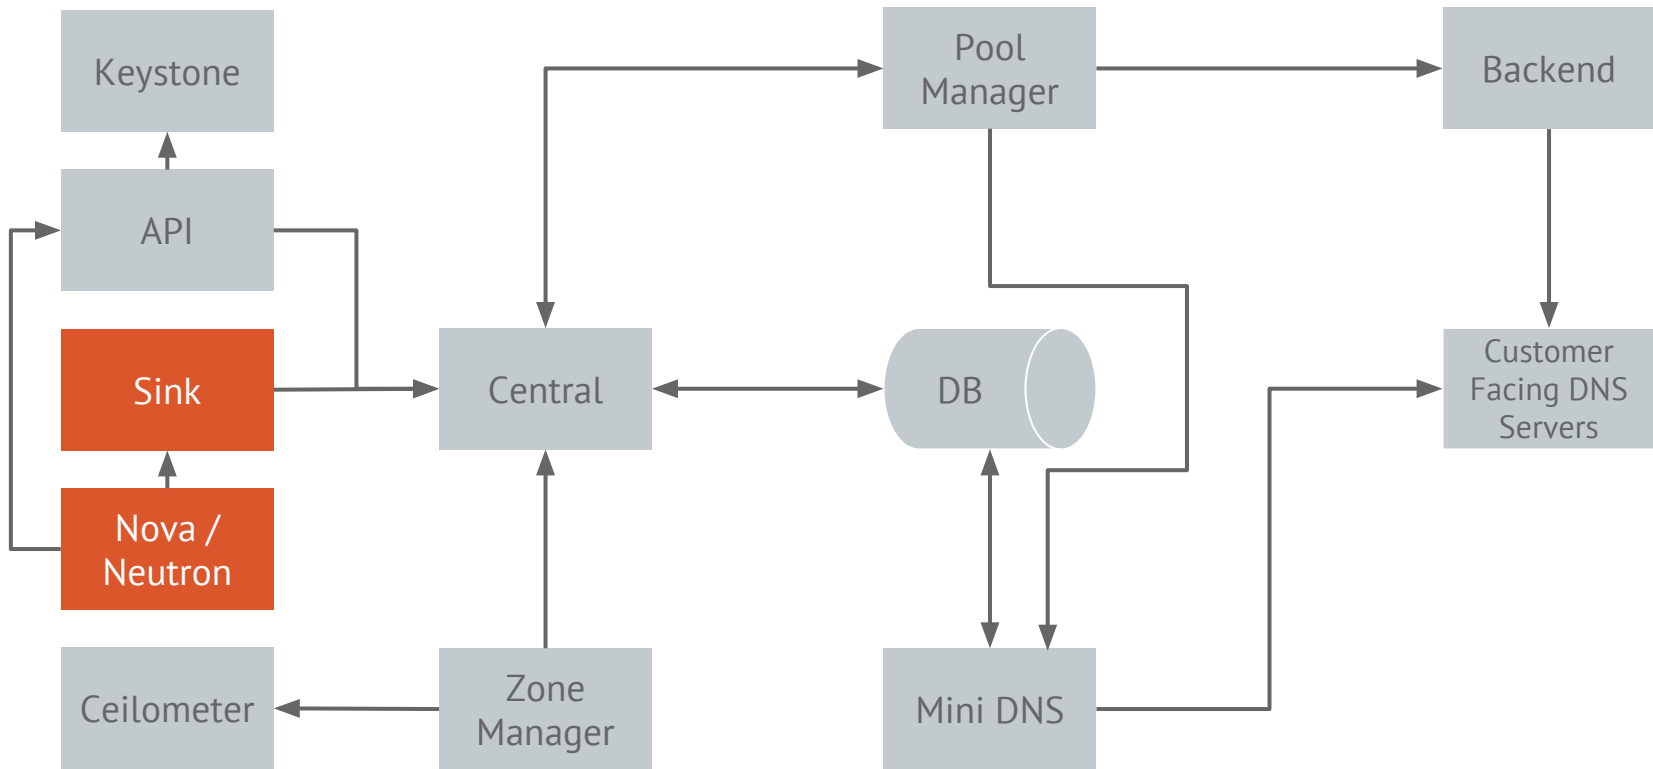 Keystone
API
Sink
Nova /
Neutron
Ceilometer
Central
Zone
Manager
Pool
Manager
DB
Mini DNS
Backend
Customer
Facing DNS
Servers